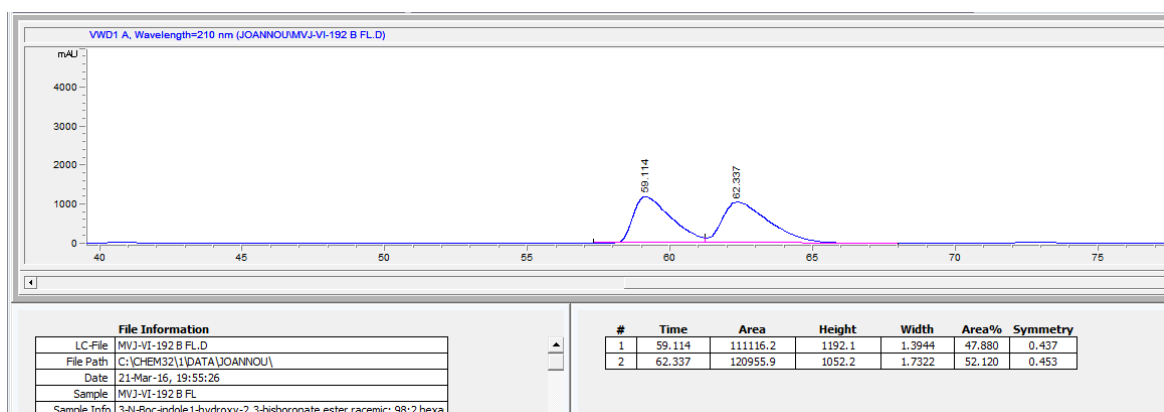 VWD1 A, Wavelength=210 nm (JOANNOU\MVJ-VI-192 B FL.D)
mAU
4000
3000
2000
1000
0
59.114
62.337
40 45 50 55 60 65 70 75
File Information
LC-File MVJ-VI-192 B FL.D
File Path C:\CHEM32\1\DATA\JOANNOU\
Date 21-Mar-16, 19:55:26
Sample MVJ-VI-192 B FL
Sample Info 3-N-Boc-indole1-hydroxy-2,3-bisboronate ester racemic; 98:2 hexa
# Time Area Height Width Area% Symmetry
1 59.114 111116.2 1192.1 1.3944 47.880 0.437
2 62.337 120955.9 1052.2 1.7322 52.120 0.453